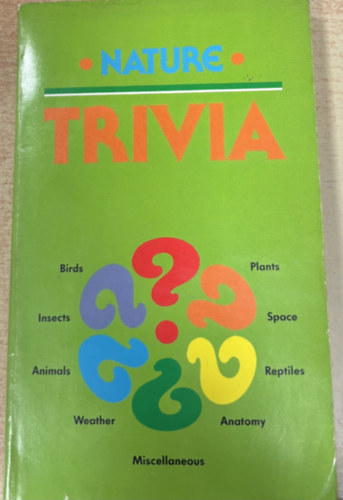 • NATURE •
TRIVIA
?
Birds Plants
Insects Space
Animals Reptiles
Weather Anatomy
Miscellaneous